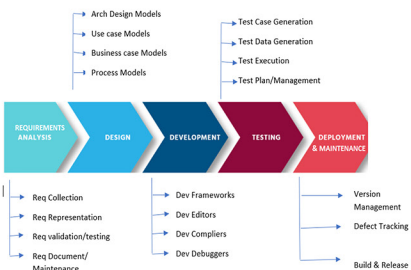 Arch Design Models
Use case Models
Business case Models
Process Models
Test Case Generation
Test Data Generation
Test Execution
Test Plan/Management
REQUIREMENTS
ANALYSIS
DESIGN
DEVELOPMENT
TESTING
DEPLOYMENT
& MAINTENANCE
Req Collection
Req Representation
Req validation/testing
Req Document/
Maintenance
Dev Frameworks
Dev Editors
Dev Compliers
Dev Debuggers
Version
Management
Defect Tracking
Build & Release